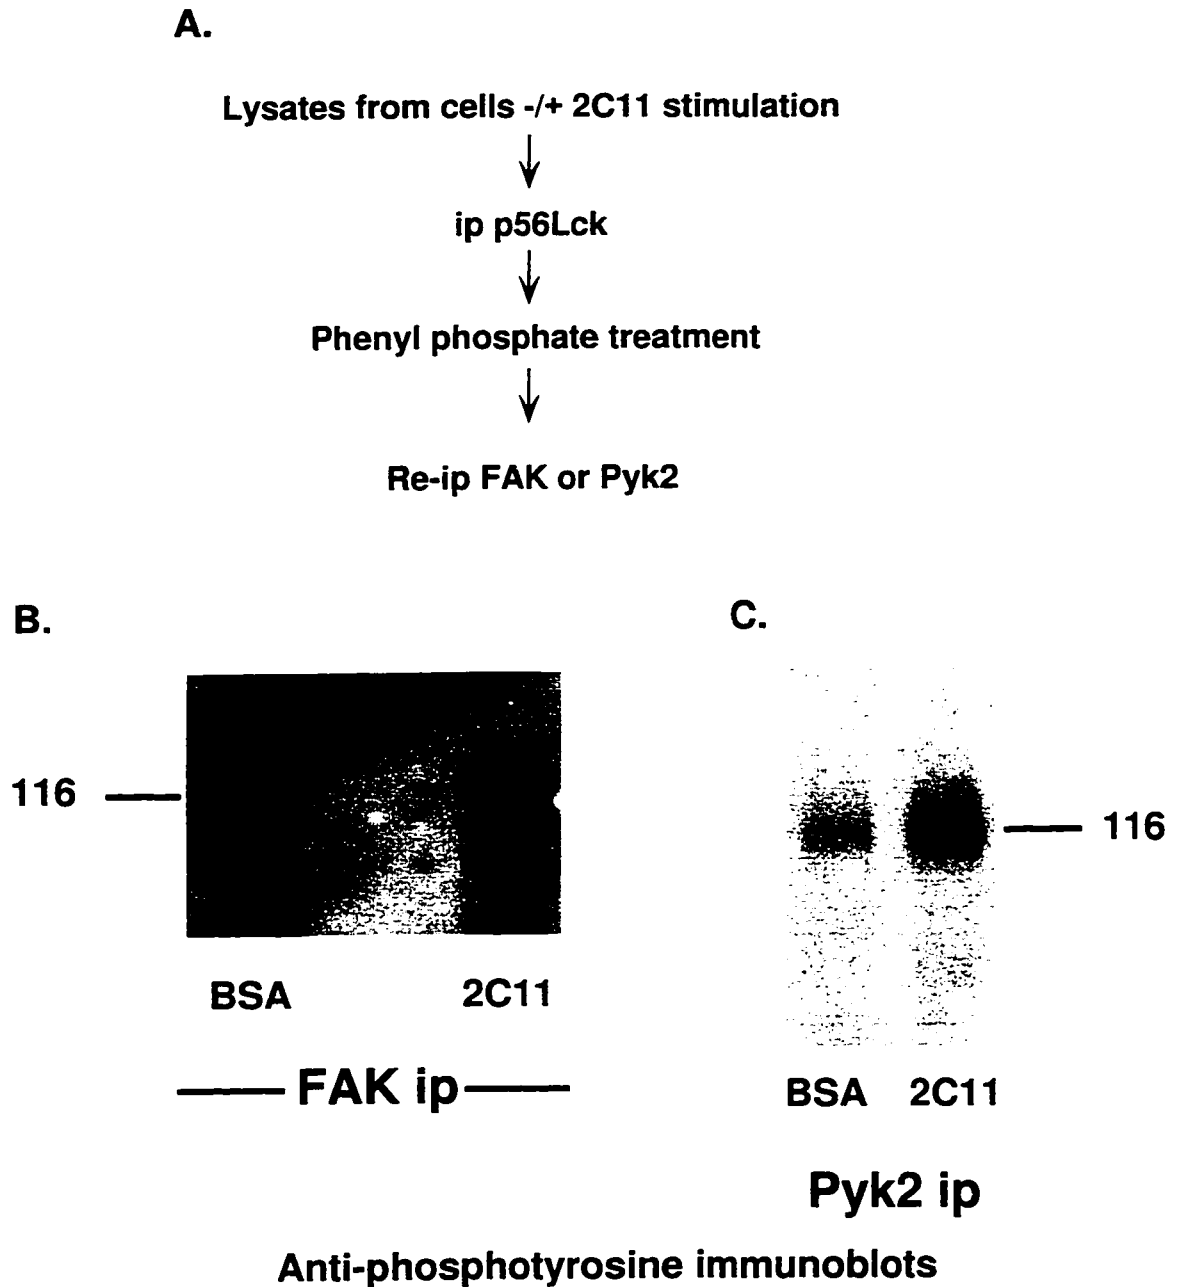 A.
Lysates from cells -/+ 2C11 stimulation
ip p56Lck
Phenyl phosphate treatment
Re-ip FAK or Pyk2
B.
116
BSA 2C11
FAK ip
C.
116
BSA 2C11
Pyk2 ip
Anti-phosphotyrosine immunoblots